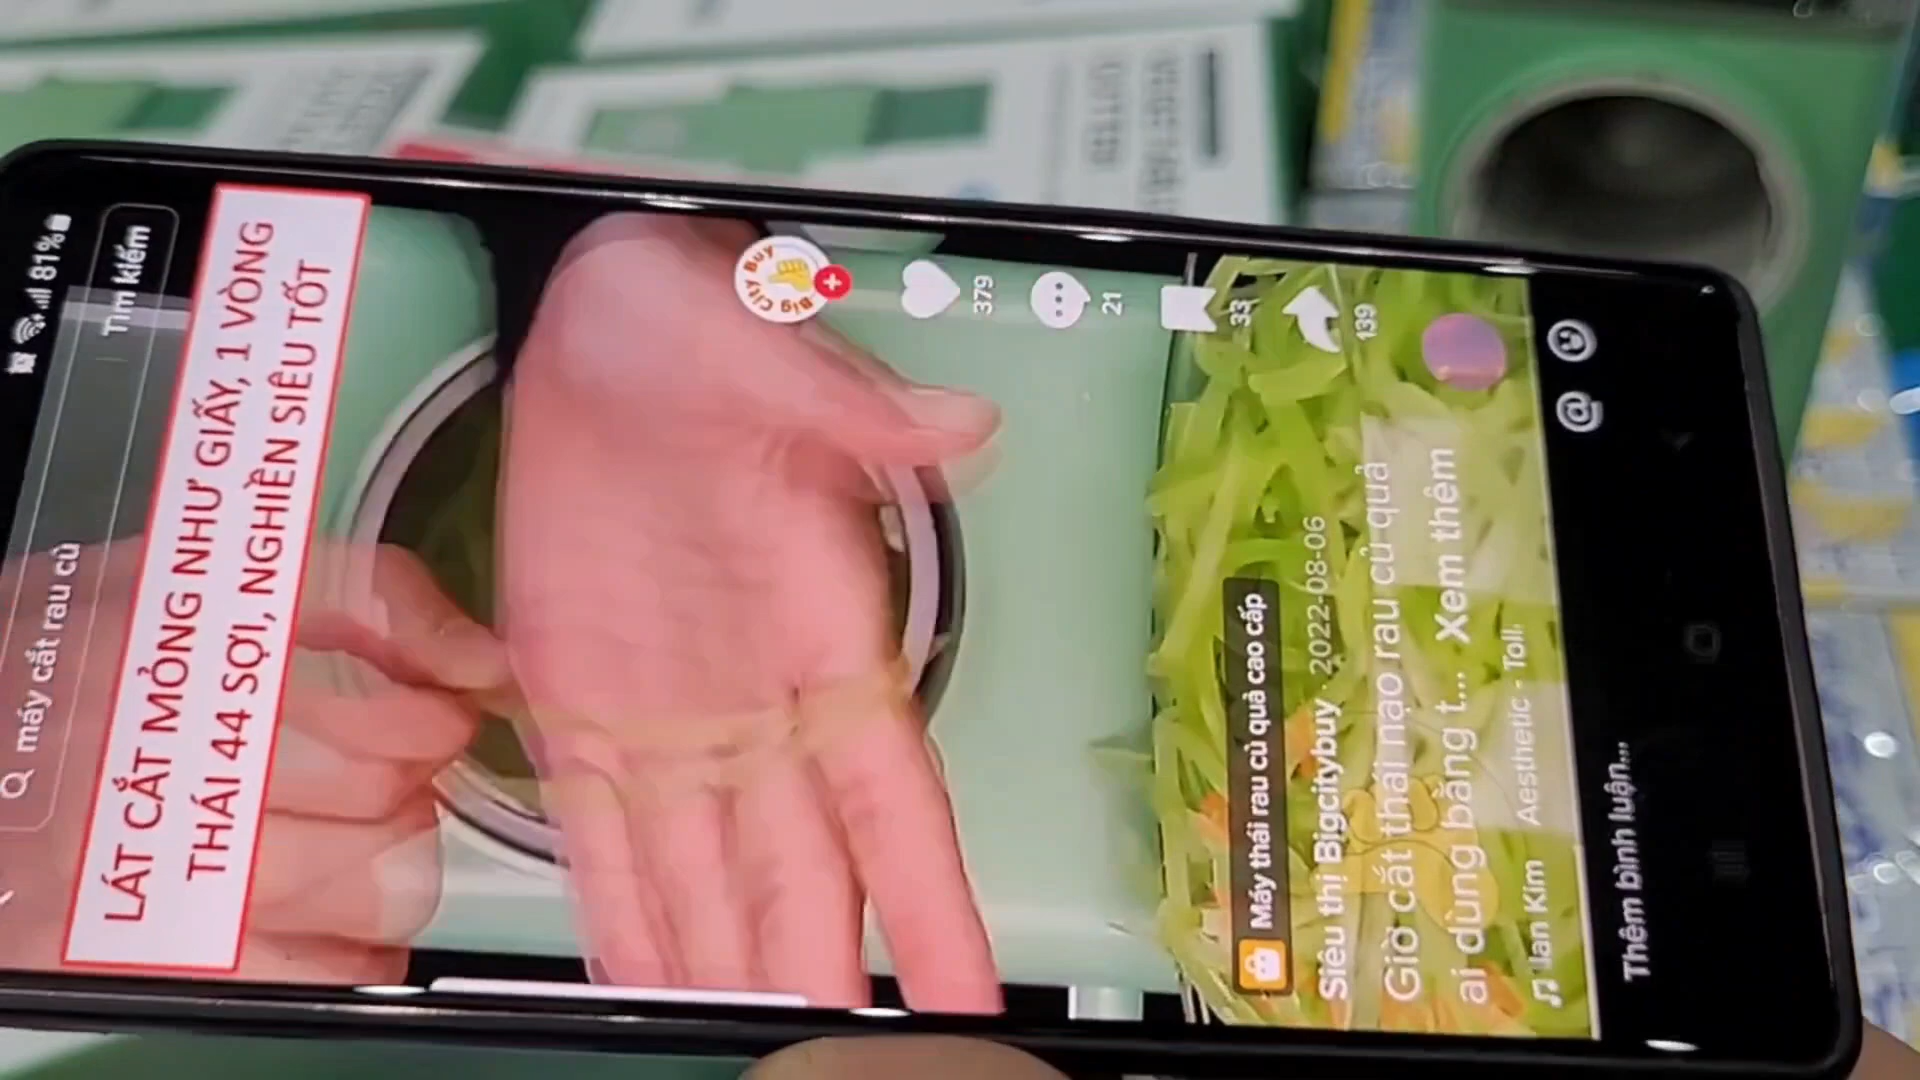 81%
máy cắt rau củ
Tìm kiếm
LÁT CẮT MỎNG NHƯ GIẤY, 1 VÒNG
THÁI 44 SỢI, NGHIỀN SIÊU TỐT
Big City Buy
379
21
33
139
Máy thái rau củ quả cao cấp
Siêu thị Bigcitybuy · 2022-08-06
Giờ cắt thái nạo rau củ quả
ai dùng bằng t... Xem thêm
Ian Kim Aesthetic - Toll
Thêm bình luận...